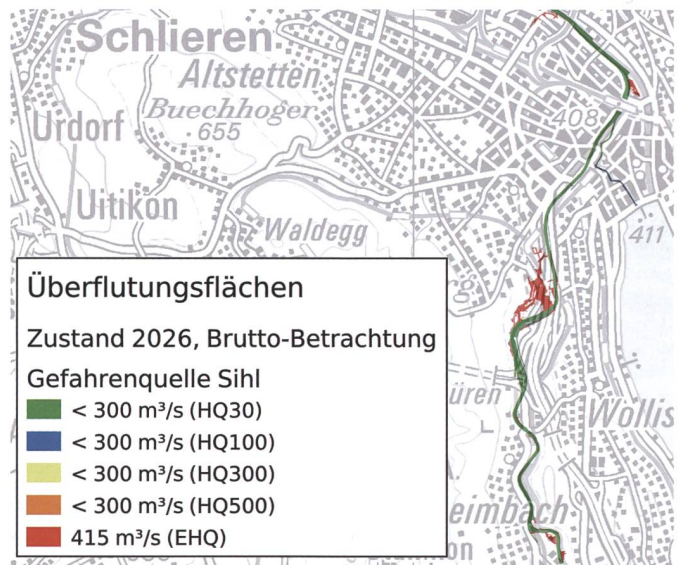 Schlieren
Altstetten
Buechhoger
655
408
Urdorf
Uitikon
Waldegg
411
Überflutungsflächen
Zustand 2026, Brutto-Betrachtung
Gefahrenquelle Sihl
< 300 m³/s (HQ30)
< 300 m³/s (HQ100)
< 300 m³/s (HQ300)
< 300 m³/s (HQ500)
415 m³/s (EHQ)
üren
Wollis
eimbach